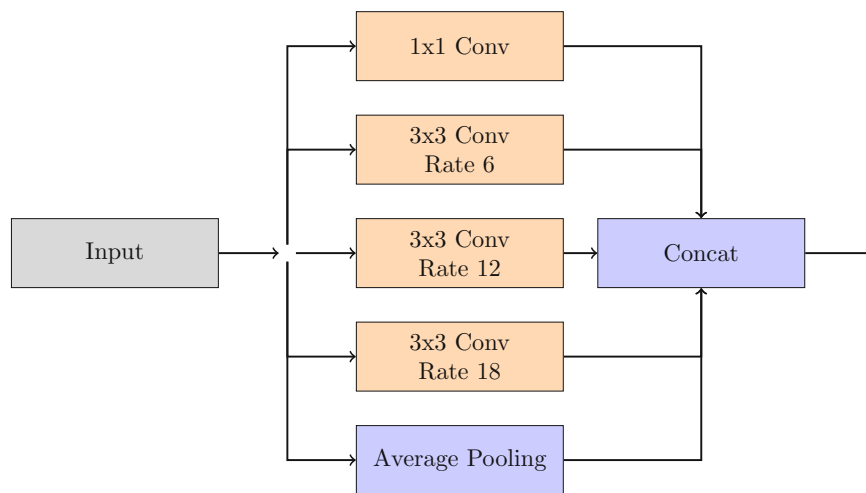 1x1 Conv
3x3 Conv
Rate 6
Input
3x3 Conv
Rate 12
Concat
3x3 Conv
Rate 18
Average Pooling